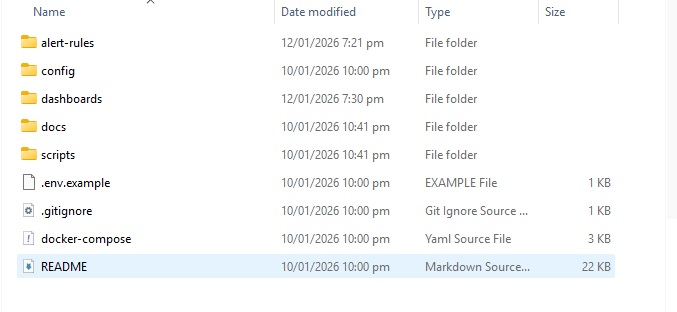 Name Date modified Type Size
alert-rules 12/01/2026 7:21 pm File folder
config 10/01/2026 10:00 pm File folder
dashboards 12/01/2026 7:30 pm File folder
docs 10/01/2026 10:41 pm File folder
scripts 10/01/2026 10:41 pm File folder
.env.example 10/01/2026 10:00 pm EXAMPLE File 1 KB
.gitignore 10/01/2026 10:00 pm Git Ignore Source ... 1 KB
docker-compose 10/01/2026 10:00 pm Yaml Source File 3 KB
README 10/01/2026 10:00 pm Markdown Source... 22 KB